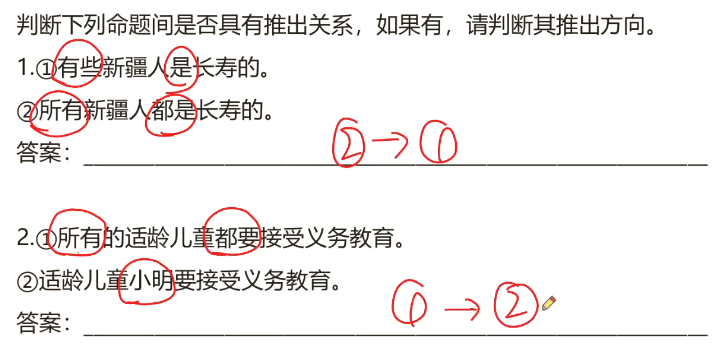 判断下列命题间是否具有推出关系，如果有，请判断其推出方向。
1.①有些新疆人是长寿的。
②所有新疆人都是长寿的。
答案：② → ①
2.①所有的适龄儿童都要接受义务教育。
②适龄儿童小明要接受义务教育。
答案：① → ②